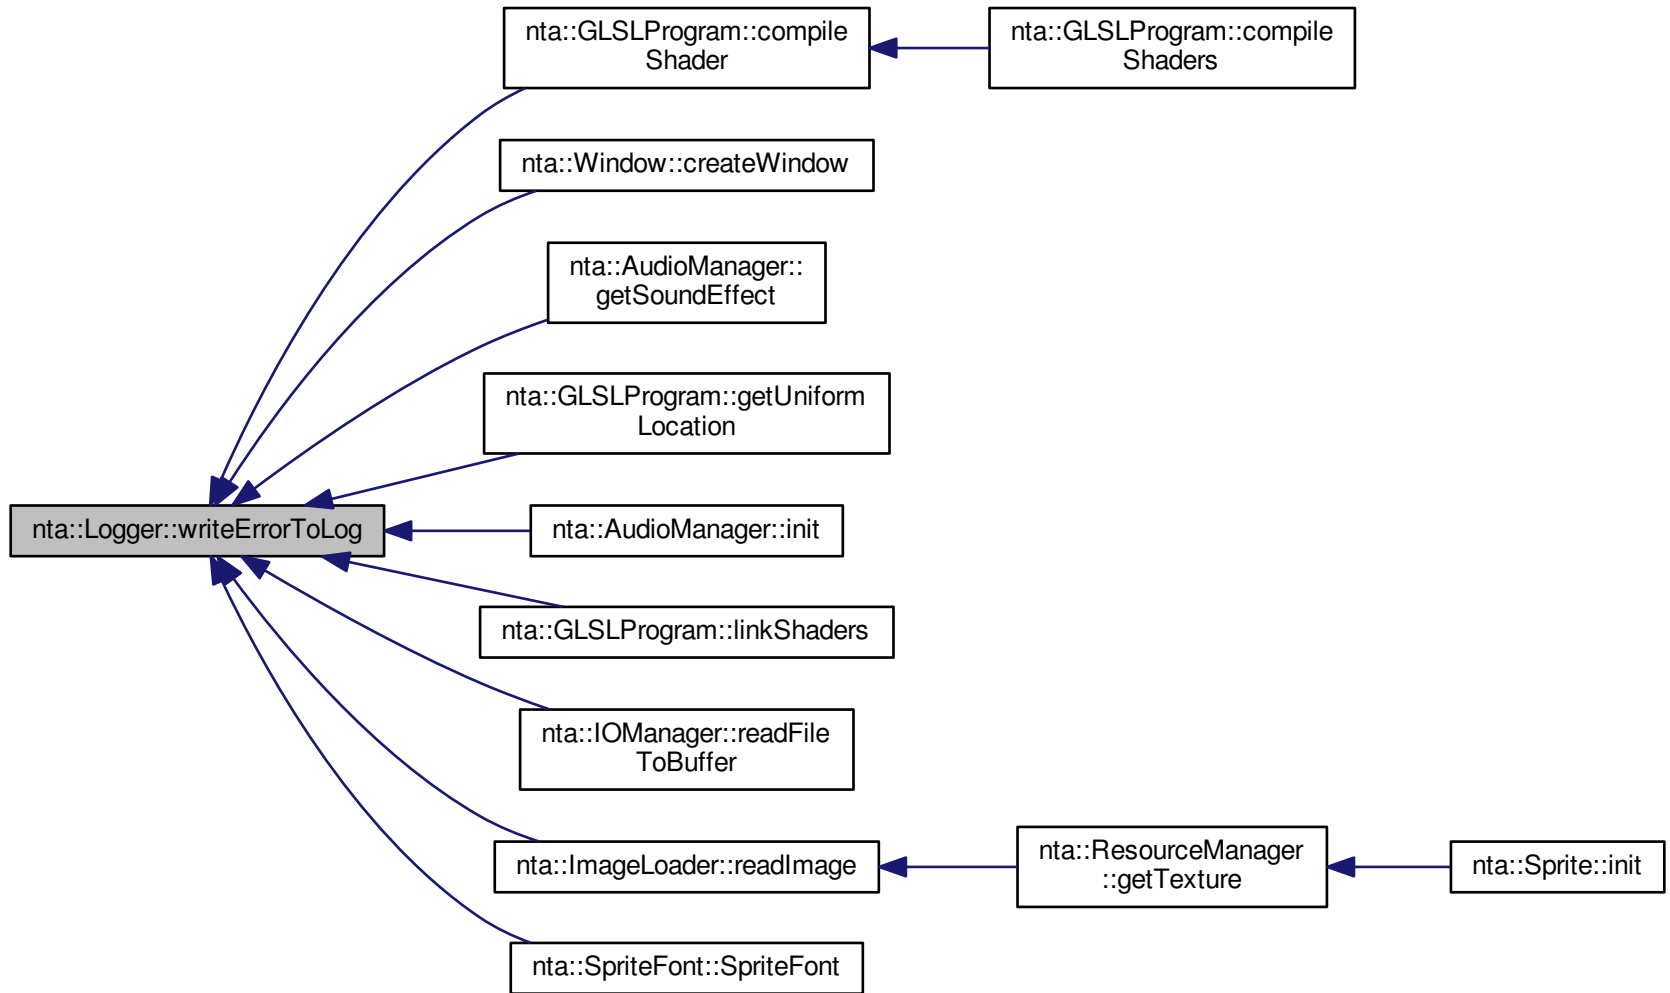 nta::GLSLProgram::compile
Shader
nta::GLSLProgram::compile
Shaders
nta::Window::createWindow
nta::AudioManager::
getSoundEffect
nta::GLSLProgram::getUniform
Location
nta::Logger::writeErrorToLog
nta::AudioManager::init
nta::GLSLProgram::linkShaders
nta::IOManager::readFile
ToBuffer
nta::ImageLoader::readImage
nta::ResourceManager
::getTexture
nta::Sprite::init
nta::SpriteFont::SpriteFont